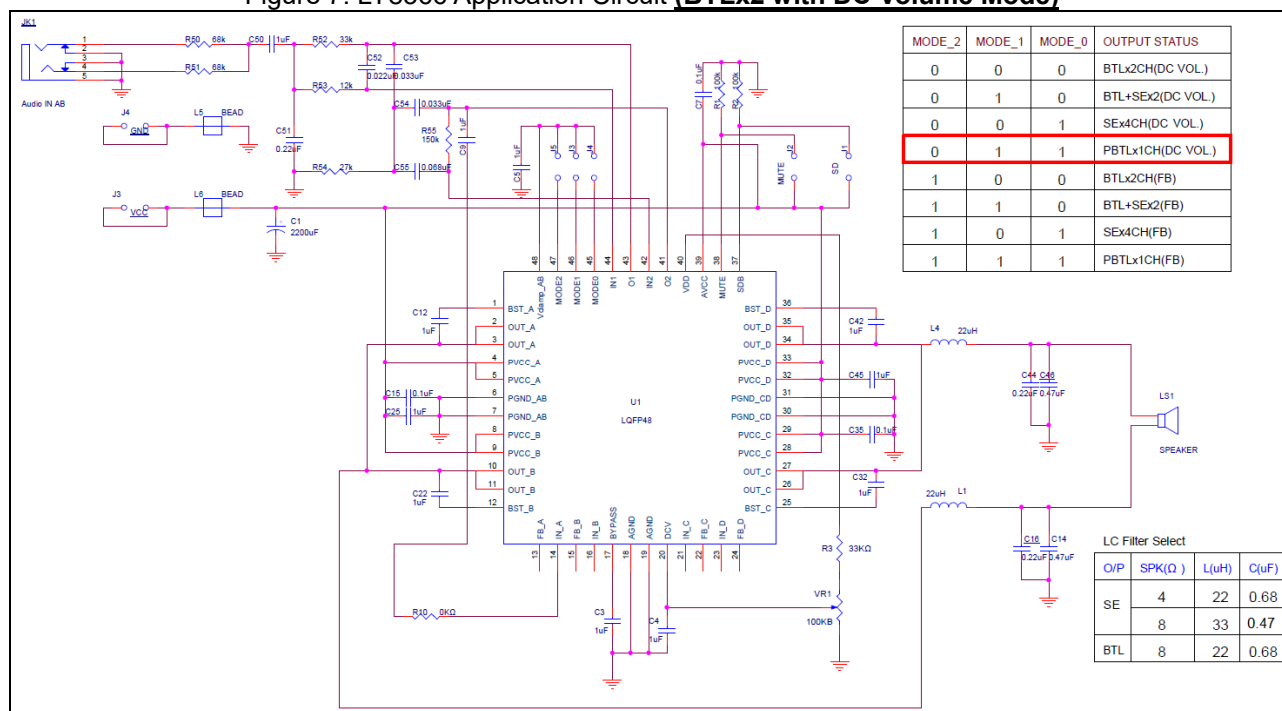 Figure 7. LY8560 Application Circuit (BTLx2 with DC Volume Mode)
JK1
1
2
3
4
5
Audio IN AB
R50 68k
R51 68k
C50 1uF
R52 33k
C52
0.022uF
C53
0.033uF
R53 12k
C54 0.033uF
R55
150k
C9 1uF
C51
0.22uF
R54 27k
C55 0.068uF
J4
GND
L5 BEAD
J3
VCC
L6 BEAD
C1
2200uF
C5 1uF
J5
J3
J4
C7 0.1uF
R1 100k
R2 100k
J2
MUTE
J1
SD
MODE_2 MODE_1 MODE_0 OUTPUT STATUS
0 0 0 BTLx2CH(DC VOL.)
0 1 0 BTL+SEx2(DC VOL.)
0 0 1 SEx4CH(DC VOL.)
0 1 1 PBTLx1CH(DC VOL.)
1 0 0 BTLx2CH(FB)
1 1 0 BTL+SEx2(FB)
1 0 1 SEx4CH(FB)
1 1 1 PBTLx1CH(FB)
48 47 46 45 44 43 42 41 40 39 38 37
Vclamp_AB MODE2 MODE1 MODE0 IN1 O1 IN2 O2 VDD AVCC MUTE SDB
1 BST_A
2 OUT_A
3 OUT_A
4 PVCC_A
5 PVCC_A
6 PGND_AB
7 PGND_AB
8 PVCC_B
9 PVCC_B
10 OUT_B
11 OUT_B
12 BST_B
U1
LQFP48
BST_D 36
OUT_D 35
OUT_D 34
PVCC_D 33
PVCC_D 32
PGND_CD 31
PGND_CD 30
PVCC_C 29
PVCC_C 28
OUT_C 27
OUT_C 26
BST_C 25
FB_A IN_A FB_B IN_B BYPASS AGND AGND DCV IN_C FB_C IN_D FB_D
13 14 15 16 17 18 19 20 21 22 23 24
C12
1uF
C15 0.1uF
C25 1uF
C22
1uF
C42
1uF
C45 1uF
C35 0.1uF
C32
1uF
L4 22uH
C44 C46
0.22uF 0.47uF
LS1
SPEAKER
22uH L1
C16 C14
0.22uF 0.47uF
R10 0KΩ
C3
1uF
C4
1uF
R3 33KΩ
VR1
100KB
LC Filter Select
O/P SPK(Ω ) L(uH) C(uF)
SE 4 22 0.68
8 33 0.47
BTL 8 22 0.68